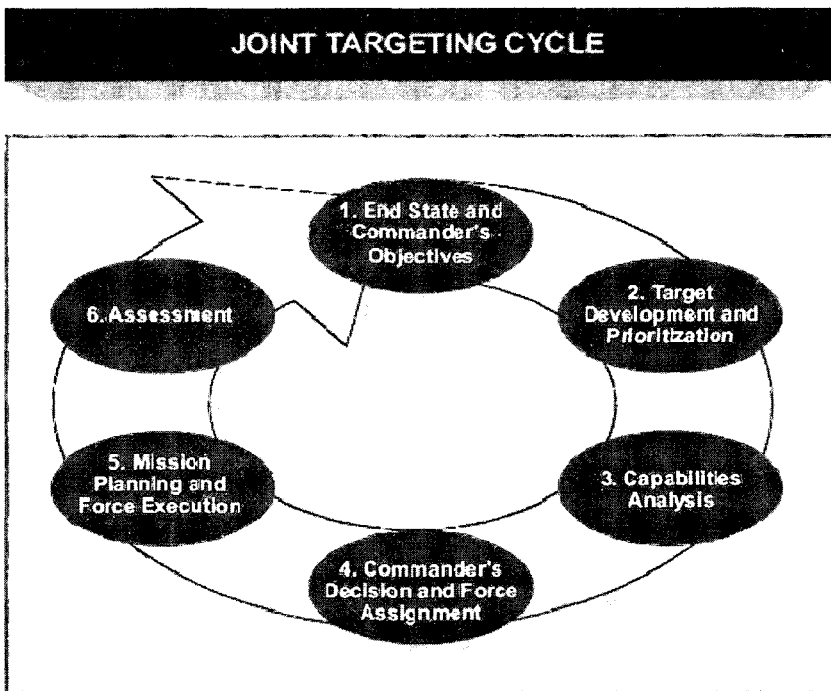 JOINT TARGETING CYCLE
1. End State and
Commander's
Objectives
2. Target
Development and
Prioritization
3. Capabilities
Analysis
4. Commander's
Decision and Force
Assignment
5. Mission
Planning and
Force Execution
6. Assessment